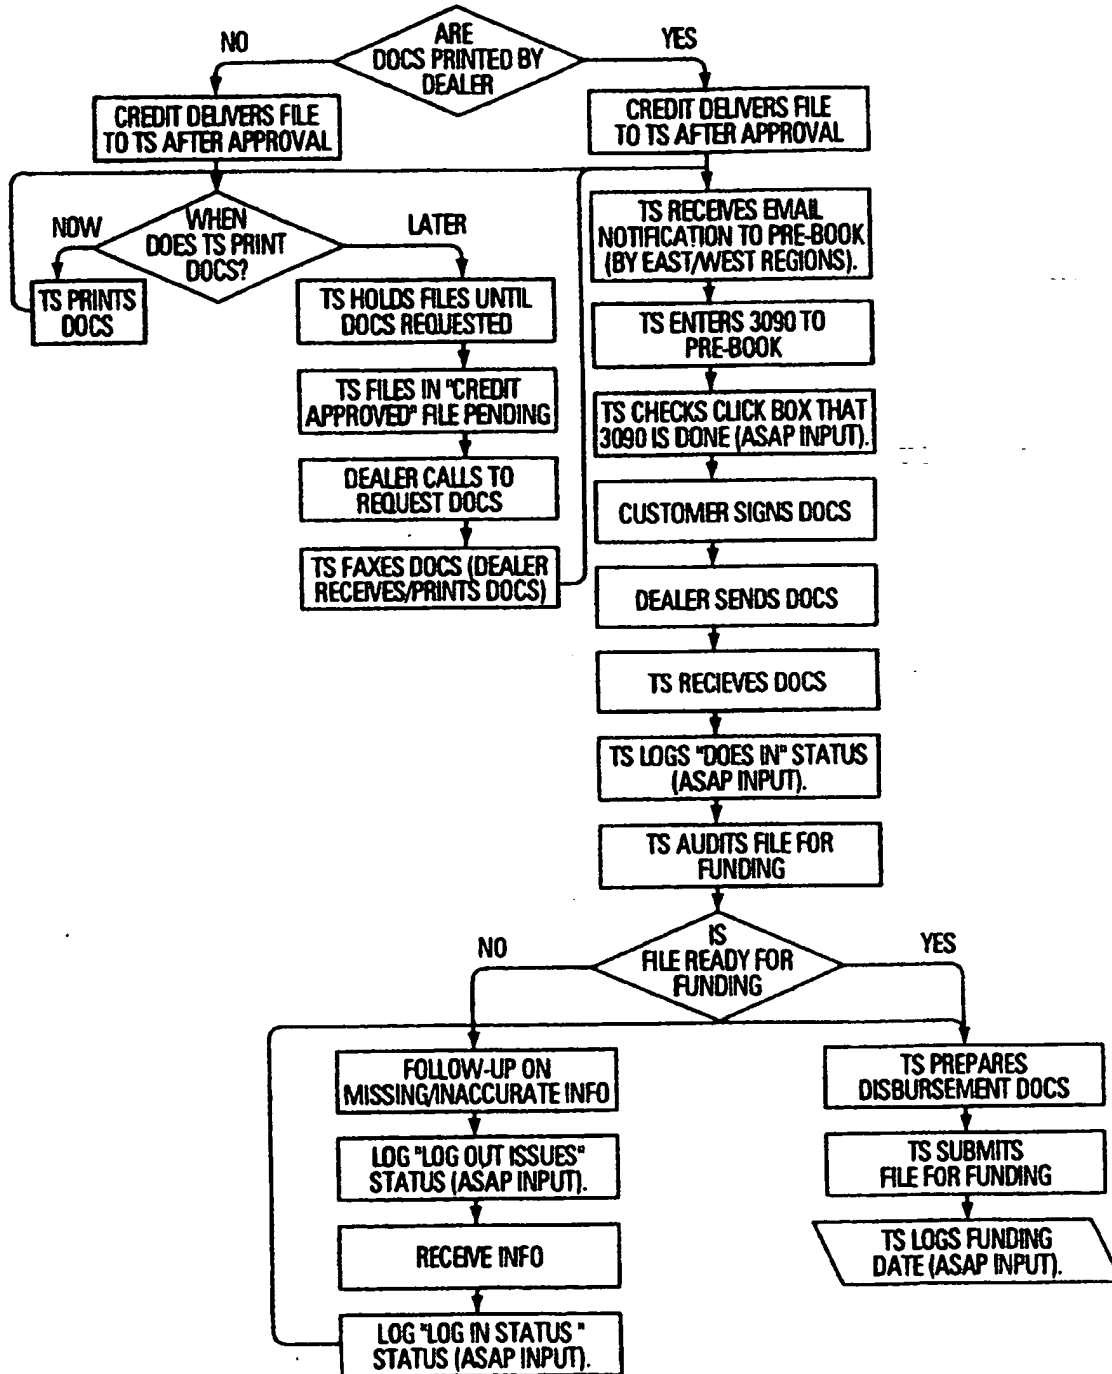 ARE
DOCS PRINTED BY
DEALER
NO
YES
CREDIT DELIVERS FILE
TO TS AFTER APPROVAL
CREDIT DELIVERS FILE
TO TS AFTER APPROVAL
WHEN
DOES TS PRINT
DOCS?
NOW
LATER
TS PRINTS
DOCS
TS HOLDS FILES UNTIL
DOCS REQUESTED
TS FILES IN "CREDIT
APPROVED" FILE PENDING
DEALER CALLS TO
REQUEST DOCS
TS FAXES DOCS (DEALER
RECEIVES/PRINTS DOCS)
TS RECEIVES EMAIL
NOTIFICATION TO PRE-BOOK
(BY EAST/WEST REGIONS).
TS ENTERS 3090 TO
PRE-BOOK
TS CHECKS CLICK BOX THAT
3090 IS DONE (ASAP INPUT).
CUSTOMER SIGNS DOCS
DEALER SENDS DOCS
TS RECIEVES DOCS
TS LOGS "DOES IN" STATUS
(ASAP INPUT).
TS AUDITS FILE FOR
FUNDING
IS
FILE READY FOR
FUNDING
NO
YES
FOLLOW-UP ON
MISSING/INACCURATE INFO
LOG "LOG OUT ISSUES"
STATUS (ASAP INPUT).
RECEIVE INFO
LOG "LOG IN STATUS "
STATUS (ASAP INPUT).
TS PREPARES
DISBURSEMENT DOCS
TS SUBMITS
FILE FOR FUNDING
TS LOGS FUNDING
DATE (ASAP INPUT).